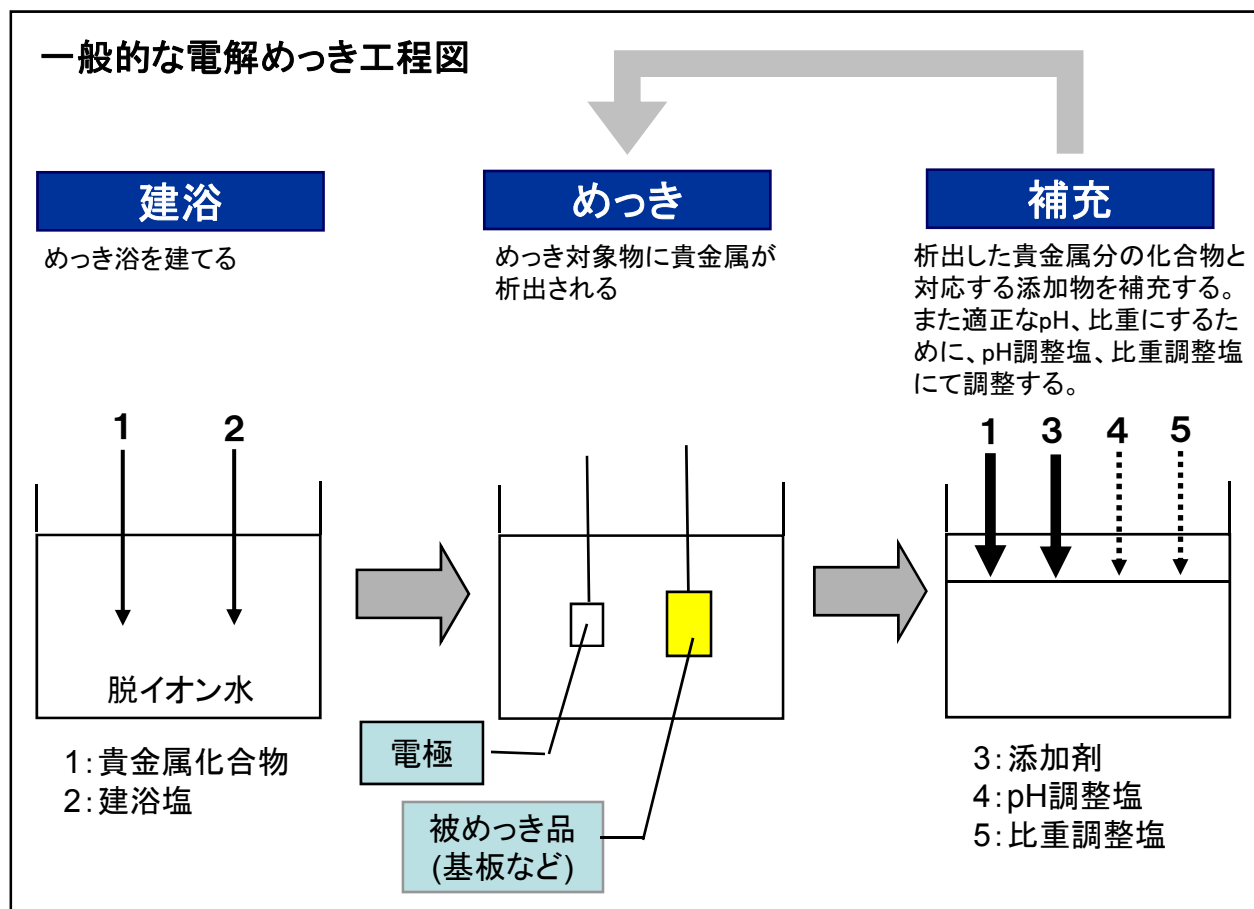 一般的な電解めっき工程図
建浴
めっき浴を建てる
1
2
脱イオン水
1:貴金属化合物
2:建浴塩
めっき
めっき対象物に貴金属が
析出される
電極
被めっき品
(基板など)
補充
析出した貴金属分の化合物と
対応する添加物を補充する。
また適正なpH、比重にするた
めに、pH調整塩、比重調整塩
にて調整する。
1
3
4
5
3:添加剤
4:pH調整塩
5:比重調整塩